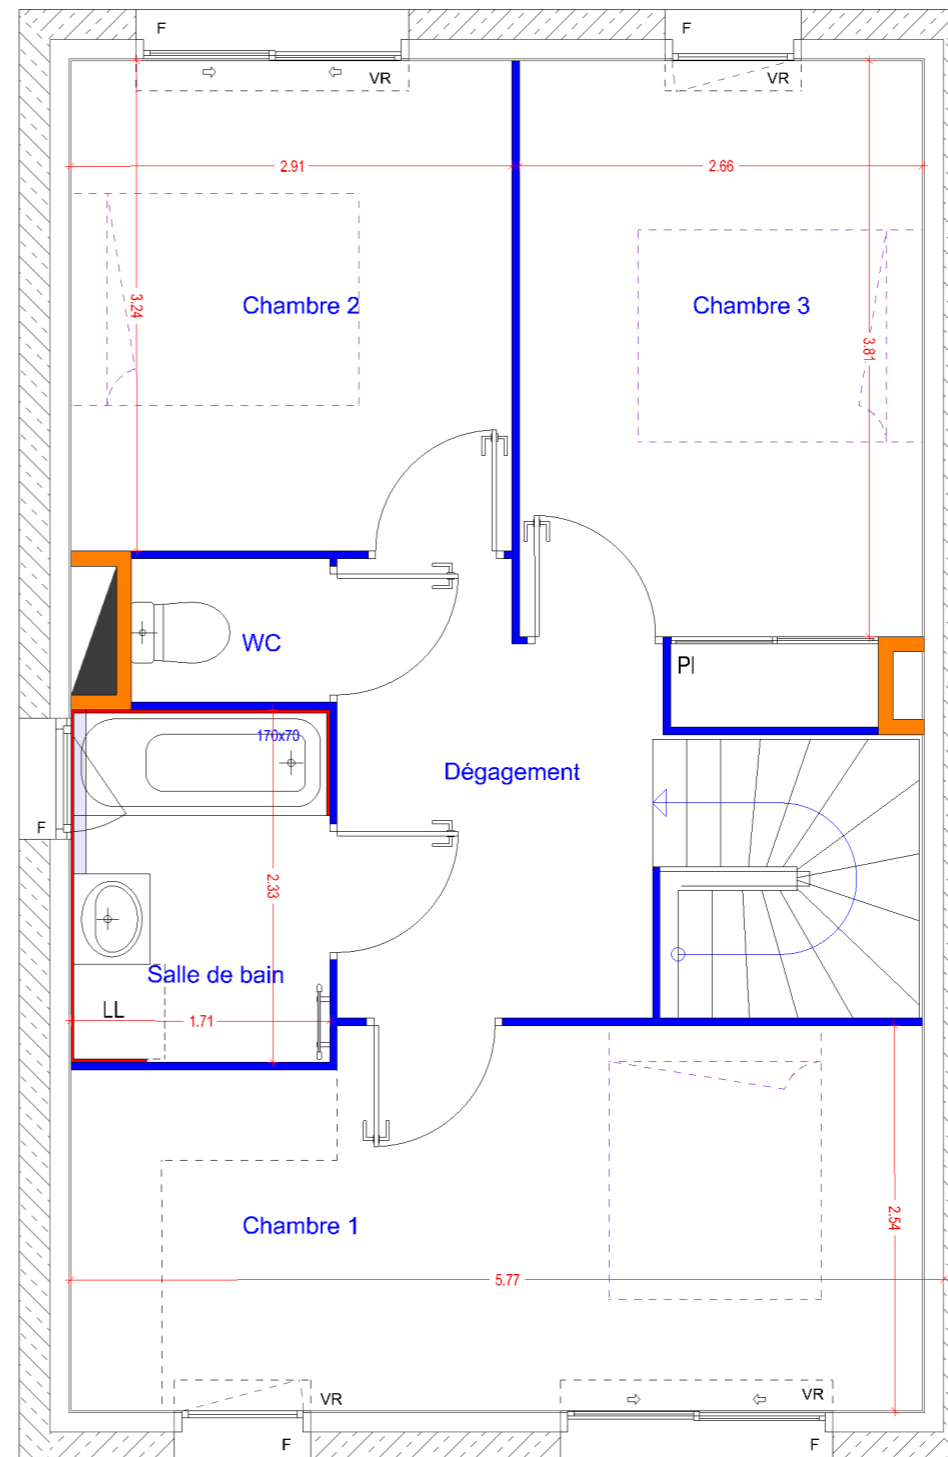 F
F
VR
VR
2.91
2.66
3.24
Chambre 2
Chambre 3
3.81
WC
Pl
170x70
Dégagement
F
2.33
Salle de bain
LL
1.71
2.54
Chambre 1
5.77
VR
VR
F
F